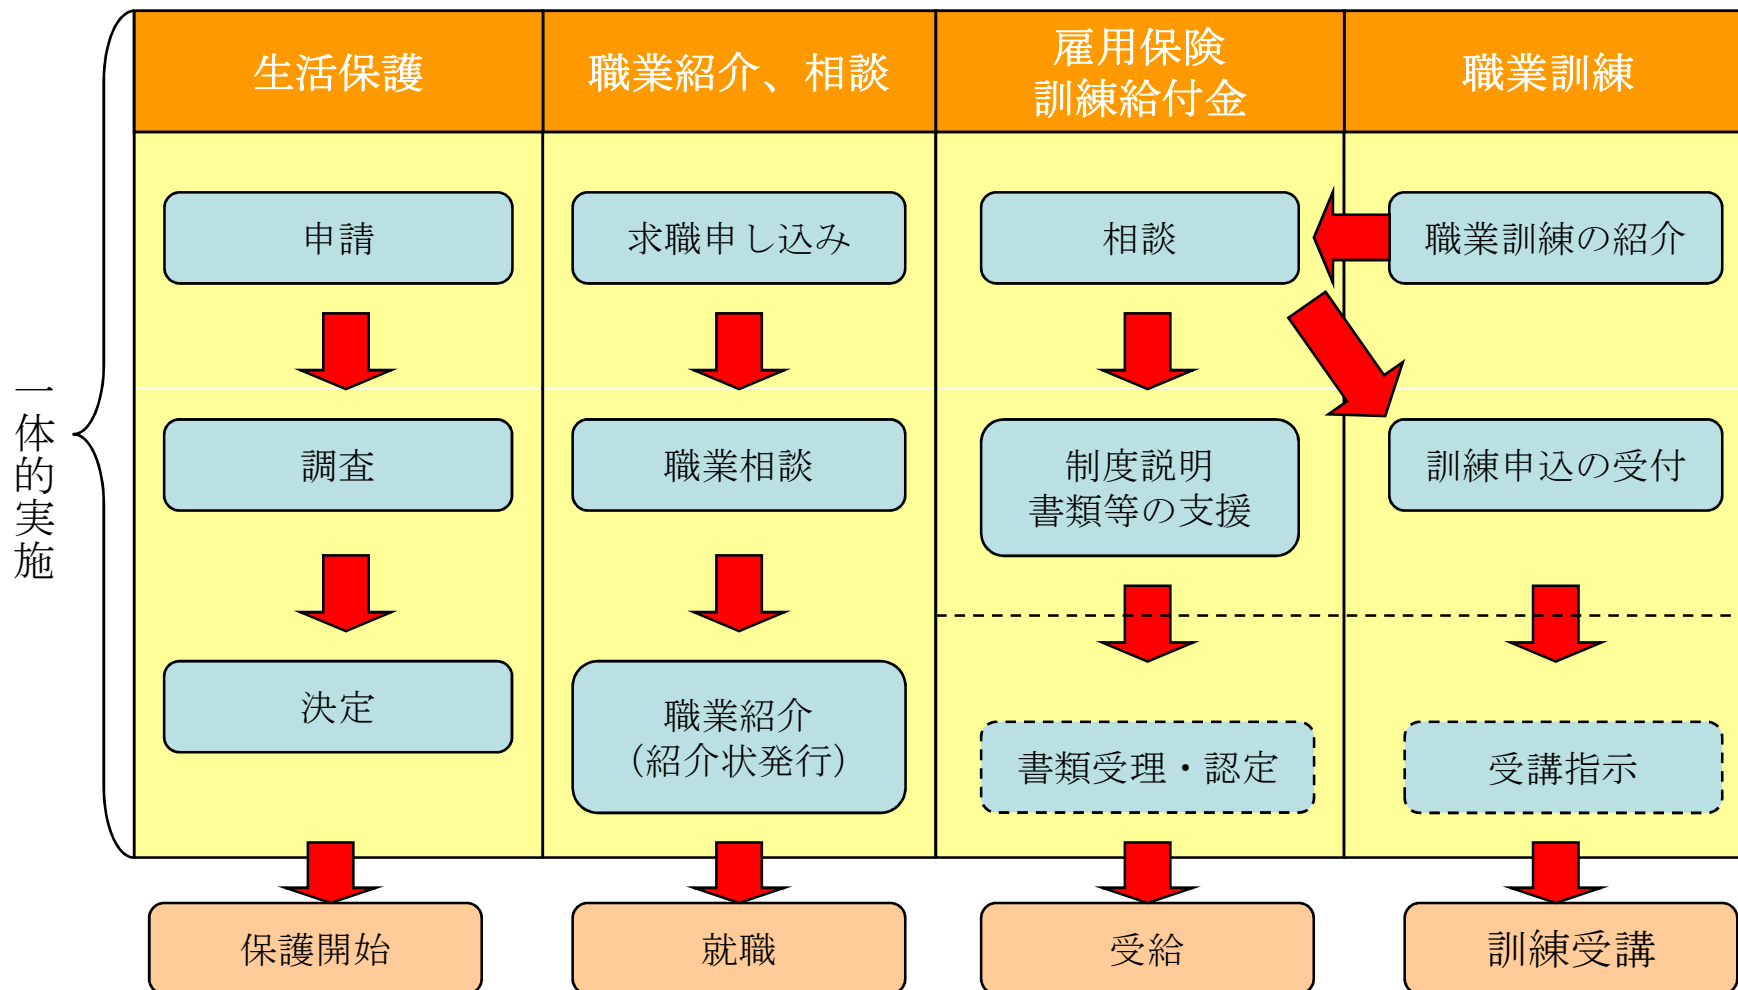 生活保護
職業紹介、相談
雇用保険
訓練給付金
職業訓練
申請
求職申し込み
相談
職業訓練の紹介
調査
職業相談
制度説明
書類等の支援
訓練申込の受付
決定
職業紹介
（紹介状発行）
書類受理・認定
受講指示
保護開始
就職
受給
訓練受講
一体的実施